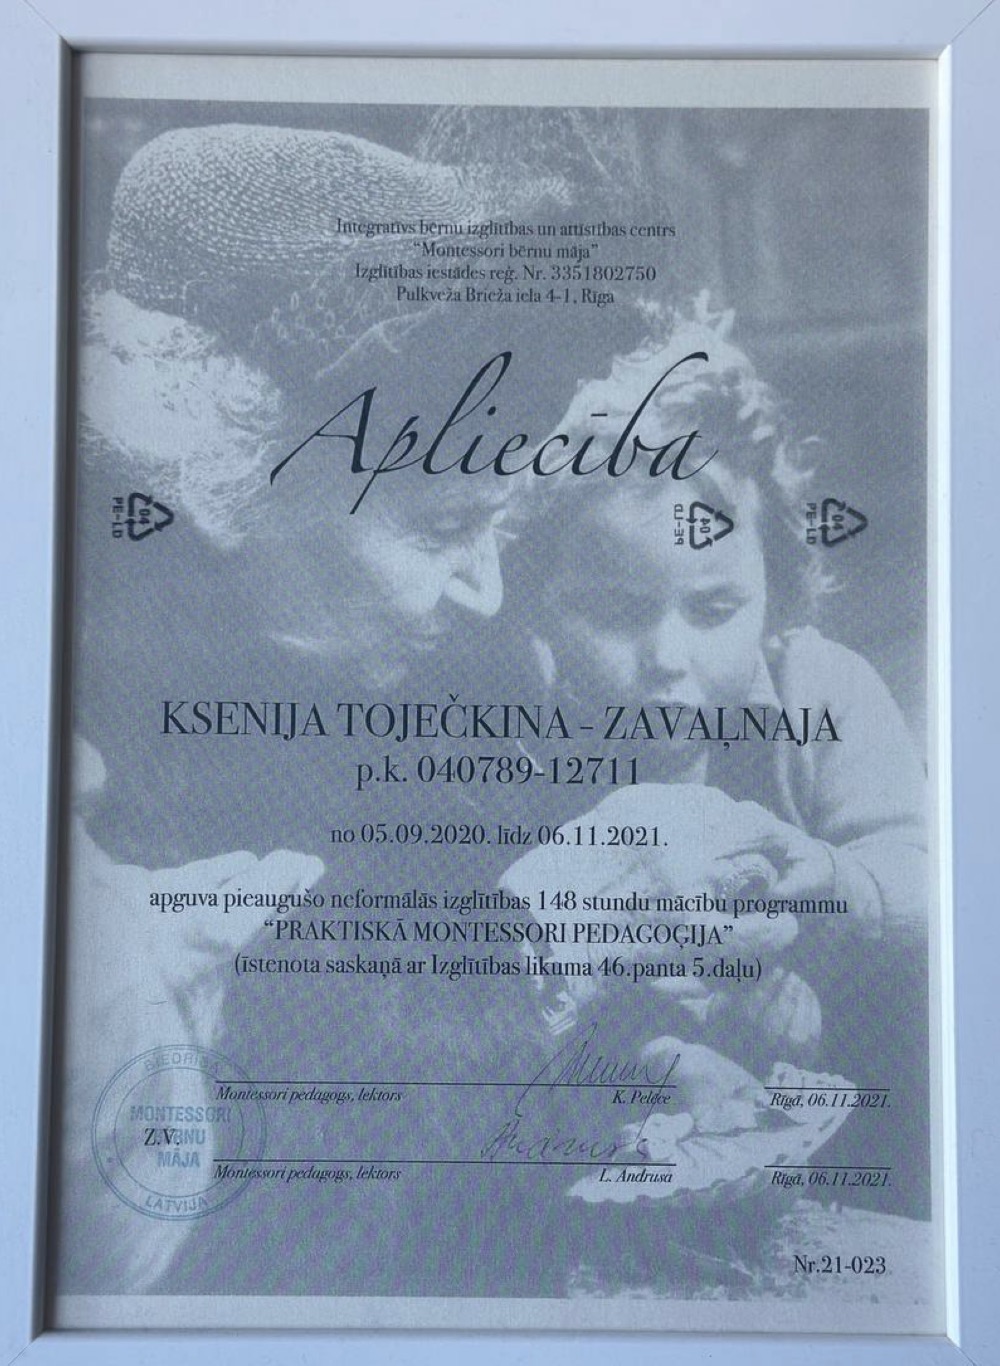 Integratīvs bērnu izglītības un attīstības centrs
“Montessori bērnu māja”
Izglītības iestādes reģ. Nr. 3351802750
Pulkveža Brieža iela 4-1, Rīga
Apliecība
04
PE-LD
04
PE-LD
04
PE-LD
KSENIJA TOJEČKINA - ZAVAĻNAJA
p.k. 040789-12711
no 05.09.2020. līdz 06.11.2021.
apguva pieaugušo neformālās izglītības 148 stundu mācību programmu
“PRAKTISKĀ MONTESSORI PEDAGOĢIJA”
(īstenota saskaņā ar Izglītības likuma 46.panta 5.daļu)
Montessori pedagogs, lektors K. Pelēce Rīgā, 06.11.2021.
Z.V.
Montessori pedagogs, lektors L. Andrusa Rīgā, 06.11.2021.
BIEDRĪBA
MONTESSORI
BĒRNU
MĀJA
LATVIJA
Nr.21-023